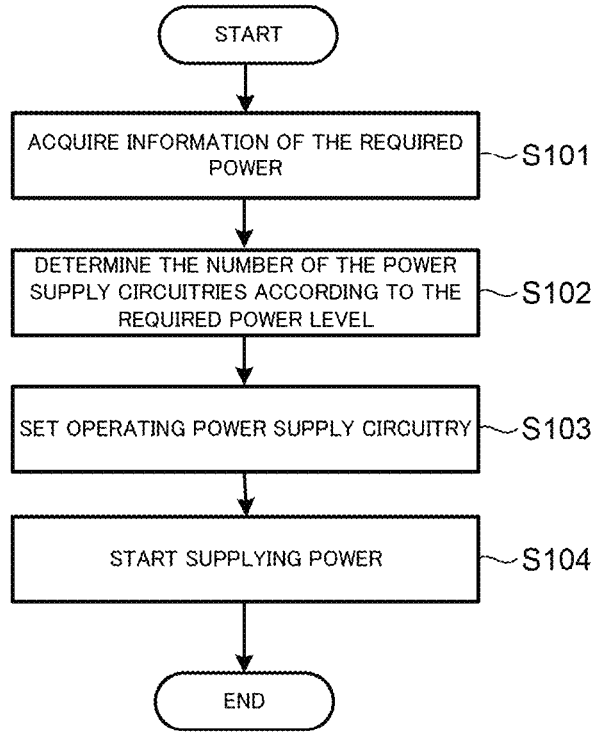 START
ACQUIRE INFORMATION OF THE REQUIRED
POWER
S101
DETERMINE THE NUMBER OF THE POWER
SUPPLY CIRCUITRIES ACCORDING TO THE
REQUIRED POWER LEVEL
S102
SET OPERATING POWER SUPPLY CIRCUITRY
S103
START SUPPLYING POWER
S104
END